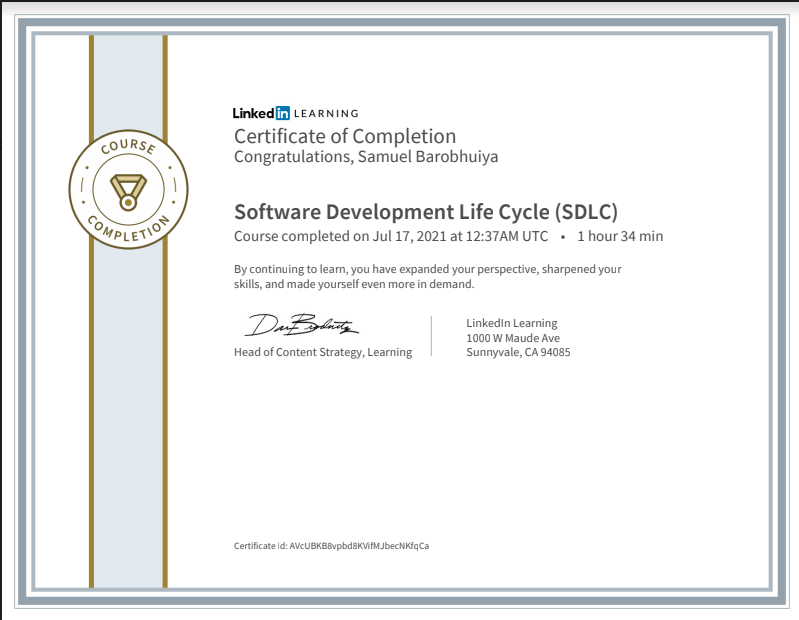 COURSE
COMPLETION
Linked in LEARNING
Certificate of Completion
Congratulations, Samuel Barobhuiya
Software Development Life Cycle (SDLC)
Course completed on Jul 17, 2021 at 12:37AM UTC • 1 hour 34 min
By continuing to learn, you have expanded your perspective, sharpened your
skills, and made yourself even more in demand.
Head of Content Strategy, Learning
LinkedIn Learning
1000 W Maude Ave
Sunnyvale, CA 94085
Certificate Id: AVcUBKB8vpbd8KVifMJbecNKfqCa